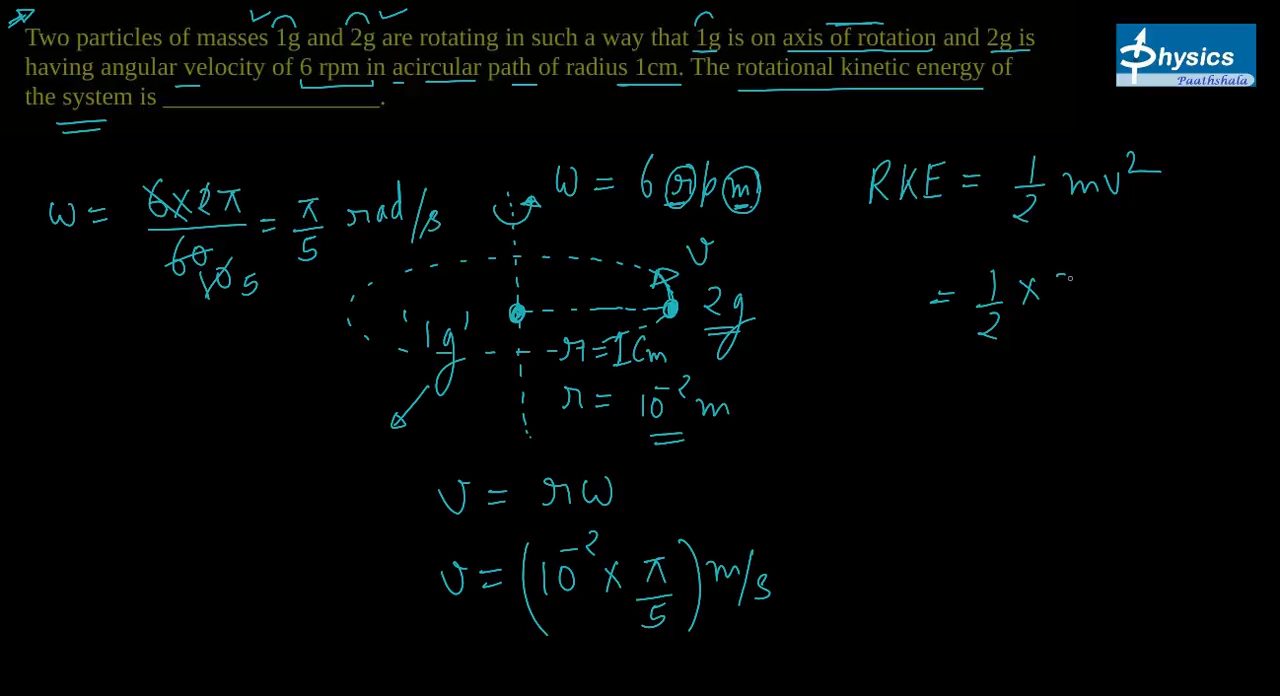 Two particles of masses 1g and 2g are rotating in such a way that 1g is on axis of rotation and 2g is
having angular velocity of 6 rpm in acircular path of radius 1cm. The rotational kinetic energy of
the system is ____________________.
Physics
Paathshala
ω = 6×2π/60 = π/5 rad/s
10 5
ω = 6 rpm
RKE = 1/2 mv²
= 1/2 ×
v
1g
2g
r = 1cm
r = 10⁻² m
v = rω
v = (10⁻² × π/5) m/s